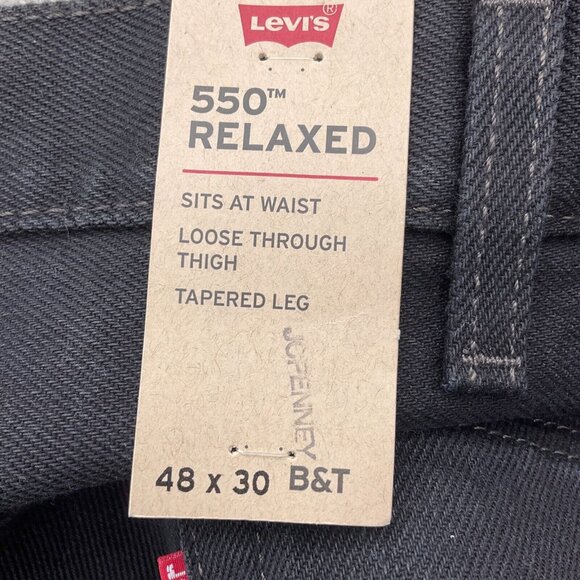 LEVI'S®
550™
RELAXED
SITS AT WAIST
LOOSE THROUGH
THIGH
TAPERED LEG
JCPENNEY
48 x 30 B&T